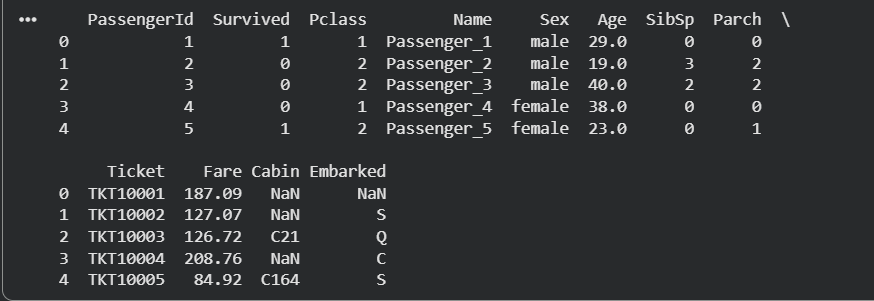 ••• PassengerId Survived Pclass Name Sex Age SibSp Parch \
0 1 1 1 Passenger_1 male 29.0 0 0
1 2 0 2 Passenger_2 male 19.0 3 2
2 3 0 2 Passenger_3 male 40.0 2 2
3 4 0 1 Passenger_4 female 38.0 0 0
4 5 1 2 Passenger_5 female 23.0 0 1
Ticket Fare Cabin Embarked
0 TKT10001 187.09 NaN NaN
1 TKT10002 127.07 NaN S
2 TKT10003 126.72 C21 Q
3 TKT10004 208.76 NaN C
4 TKT10005 84.92 C164 S